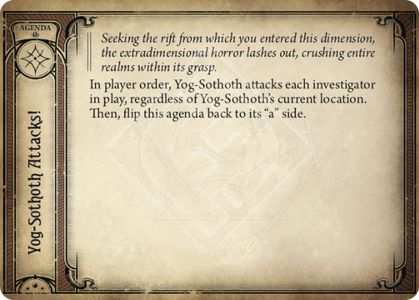 AGENDA
4b
Yog-Sothoth Attacks!
Seeking the rift from which you entered this dimension,
the extradimensional horror lashes out, crushing entire
realms within its grasp.
In player order, Yog-Sothoth attacks each investigator
in play, regardless of Yog-Sothoth's current location.
Then, flip this agenda back to its “a” side.